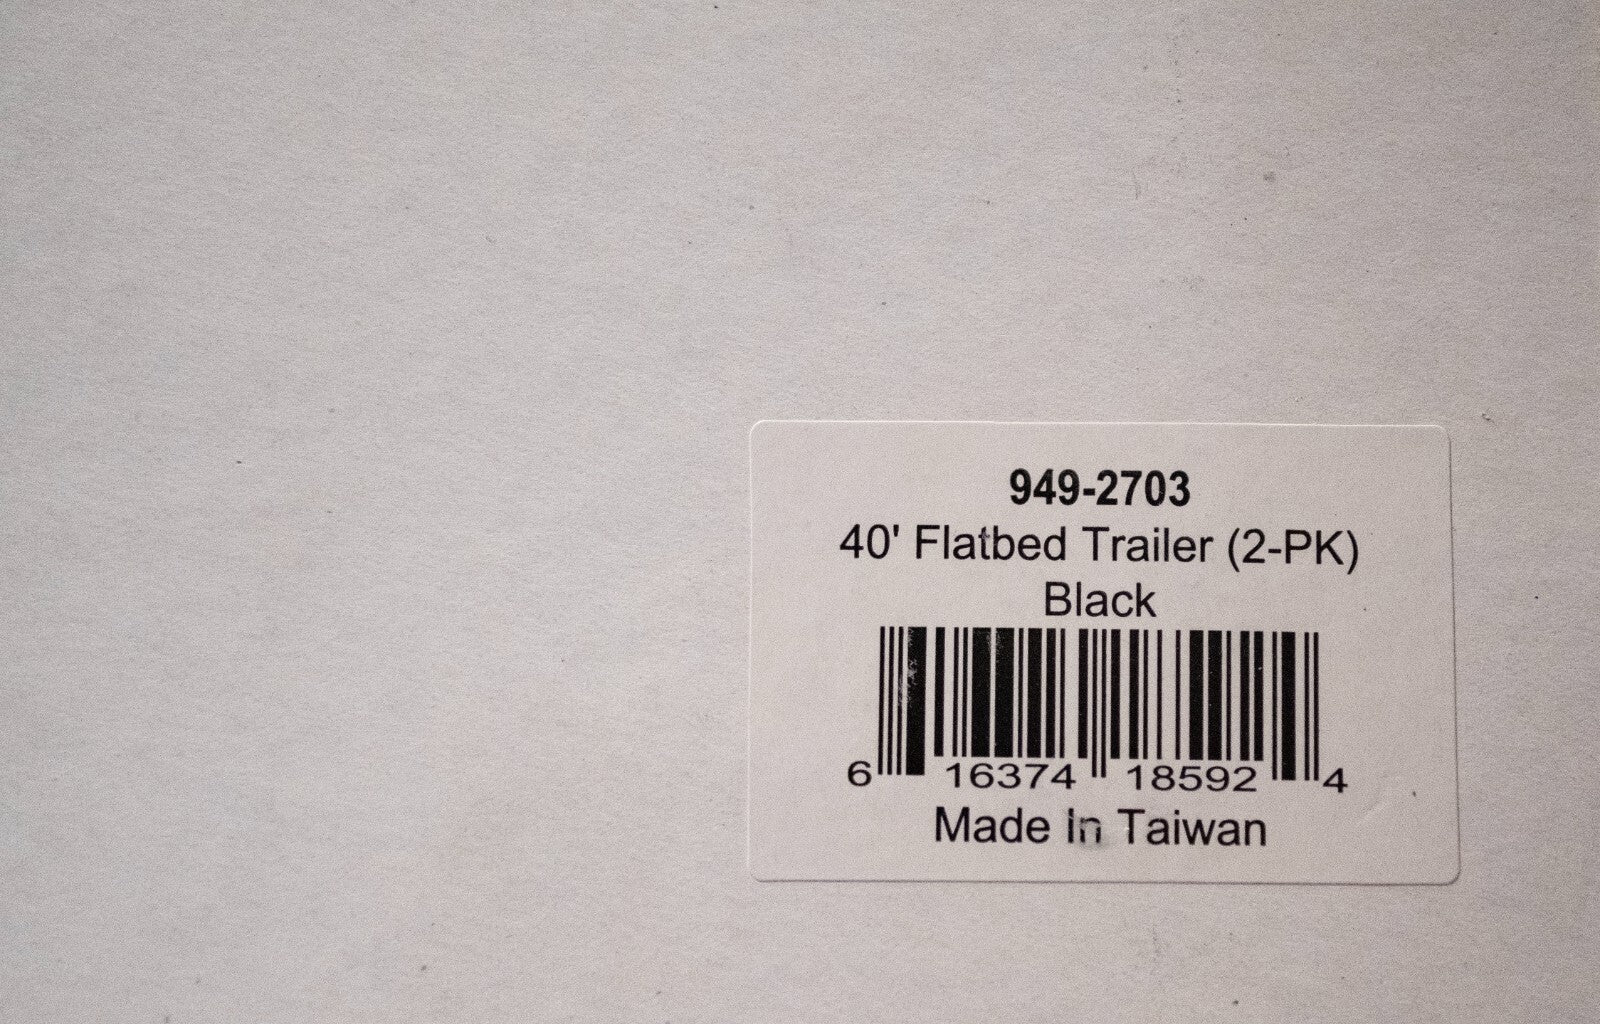 949-2703
40' Flatbed Trailer (2-PK)
Black
6 16374 18592 4
Made In Taiwan